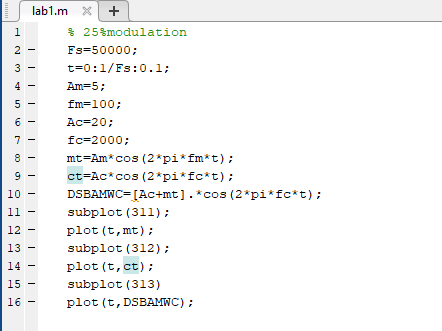 lab1.m
1 % 25%modulation
2 - Fs=50000;
3 - t=0:1/Fs:0.1;
4 - Am=5;
5 - fm=100;
6 - Ac=20;
7 - fc=2000;
8 - mt=Am*cos(2*pi*fm*t);
9 - ct=Ac*cos(2*pi*fc*t);
10 - DSBAMWC=[Ac+mt].*cos(2*pi*fc*t);
11 - subplot(311);
12 - plot(t,mt);
13 - subplot(312);
14 - plot(t,ct);
15 - subplot(313)
16 - plot(t,DSBAMWC);